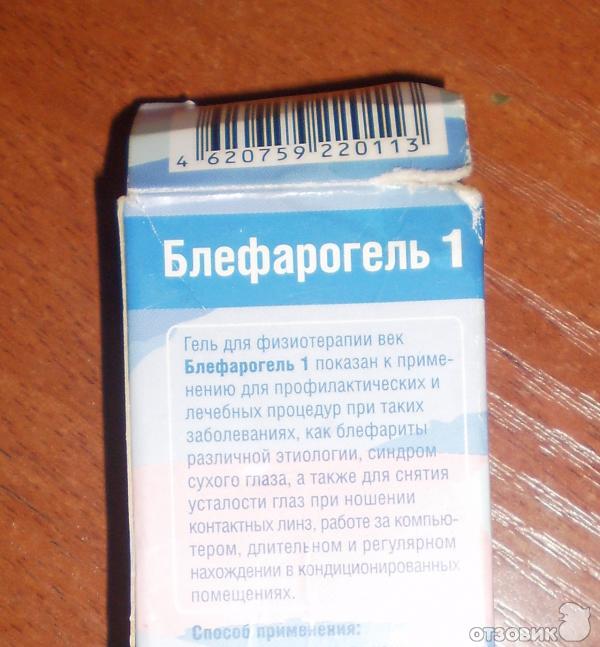 4 620759 220113
Блефарогель 1
Гель для физиотерапии век
Блефарогель 1 показан к приме-
нению для профилактических и
лечебных процедур при таких
заболеваниях, как блефариты
различной этиологии, синдром
сухого глаза, а также для снятия
усталости глаз при ношении
контактных линз, работе за компью-
тером, длительном и регулярном
нахождении в кондиционированных
помещениях.
Способ применения:
отзовик